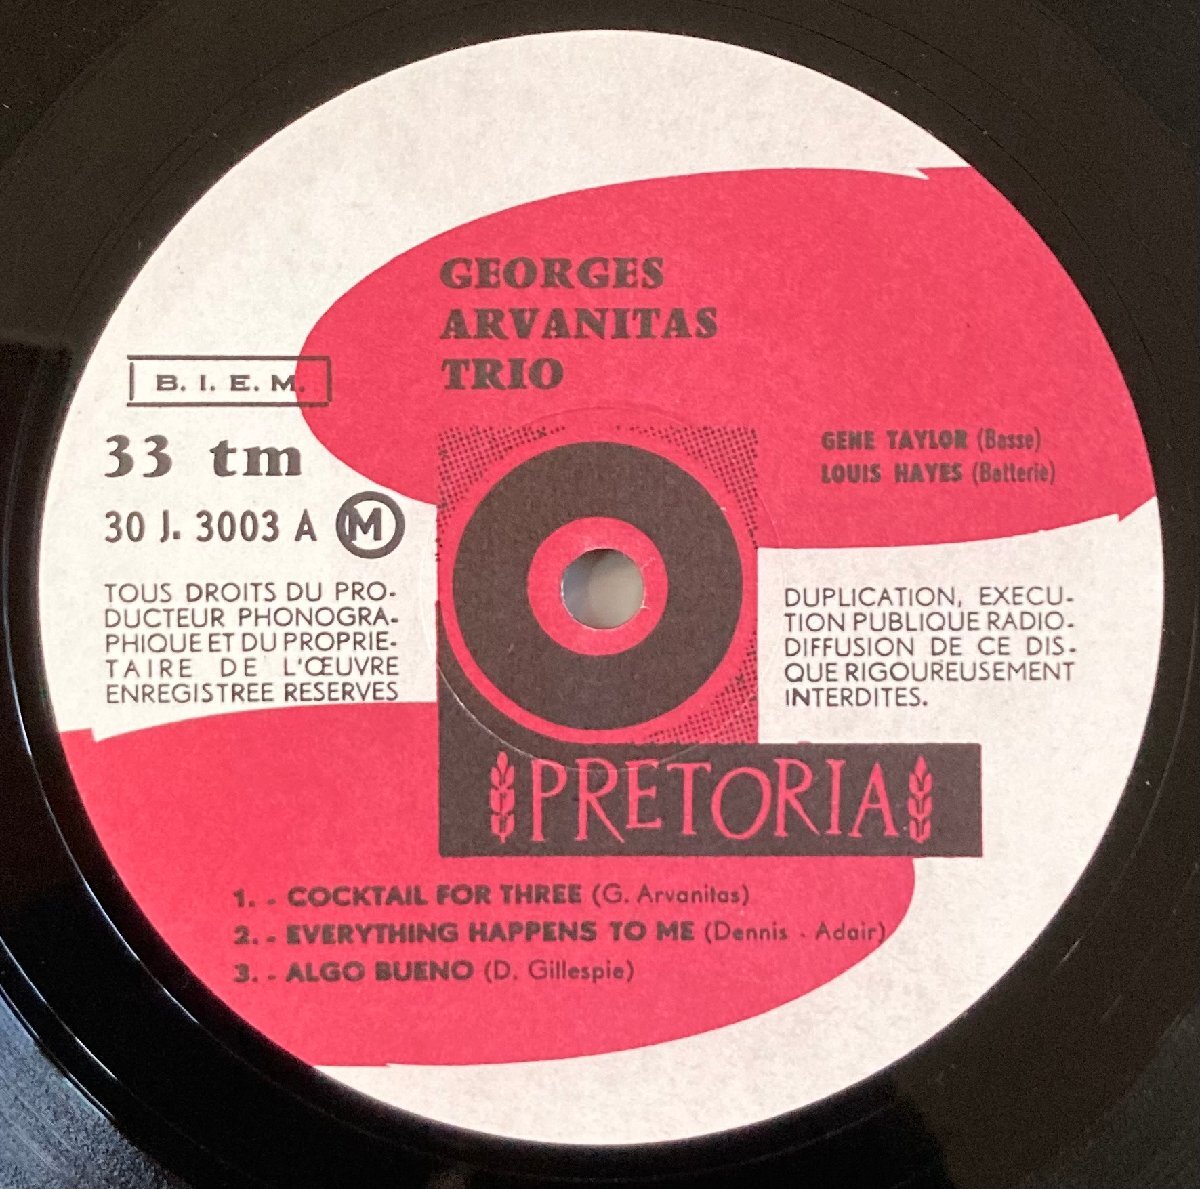 GEORGES
ARVANITAS
TRIO
B. I. E. M.
33 tm
30 J. 3003 A M
GENE TAYLOR (Basse)
LOUIS HAYES (Batterie)
TOUS DROITS DU PRO-
DUCTEUR PHONOGRA-
PHIQUE ET DU PROPRIE-
TAIRE DE L'ŒUVRE
ENREGISTREE RESERVES
DUPLICATION, EXECU-
TION PUBLIQUE RADIO-
DIFFUSION DE CE DIS-
QUE RIGOUREUSEMENT
INTERDITES.
PRETORIA
1. - COCKTAIL FOR THREE (G. Arvanitas)
2. - EVERYTHING HAPPENS TO ME (Dennis - Adair)
3. - ALGO BUENO (D. Gillespie)